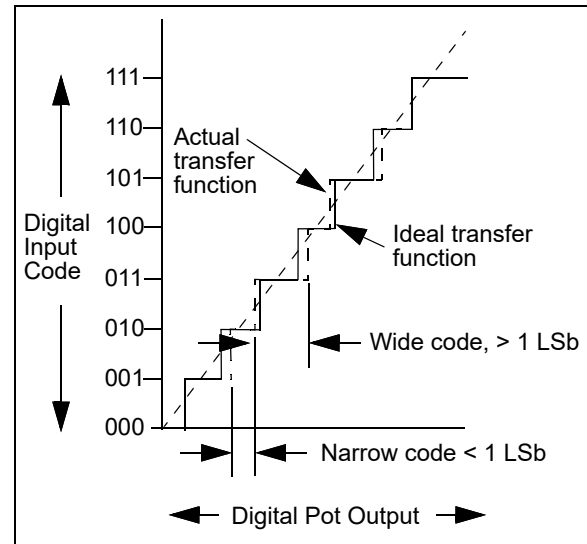 111
110
101
100
011
010
001
000
Digital
Input
Code
Actual
transfer
function
Ideal transfer
function
Wide code, > 1 LSb
Narrow code < 1 LSb
Digital Pot Output